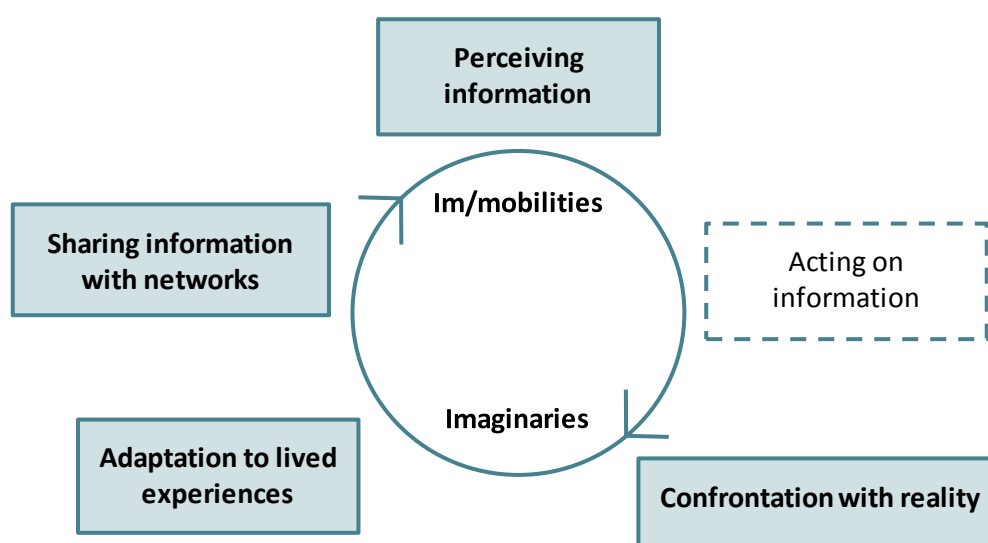 Perceiving
information
Im/mobilities
Sharing information
with networks
Acting on
information
Imaginaries
Adaptation to lived
experiences
Confrontation with reality